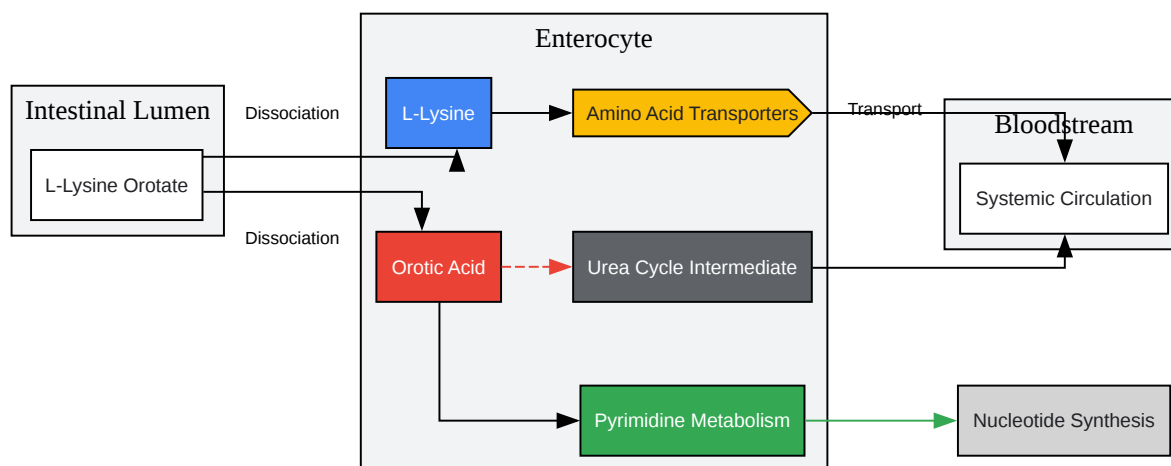 Enterocyte
Intestinal Lumen
Dissociation
L-Lysine
Amino Acid Transporters
Transport
Bloodstream
L-Lysine Orotate
Systemic Circulation
Dissociation
Orotic Acid
Urea Cycle Intermediate
Pyrimidine Metabolism
Nucleotide Synthesis